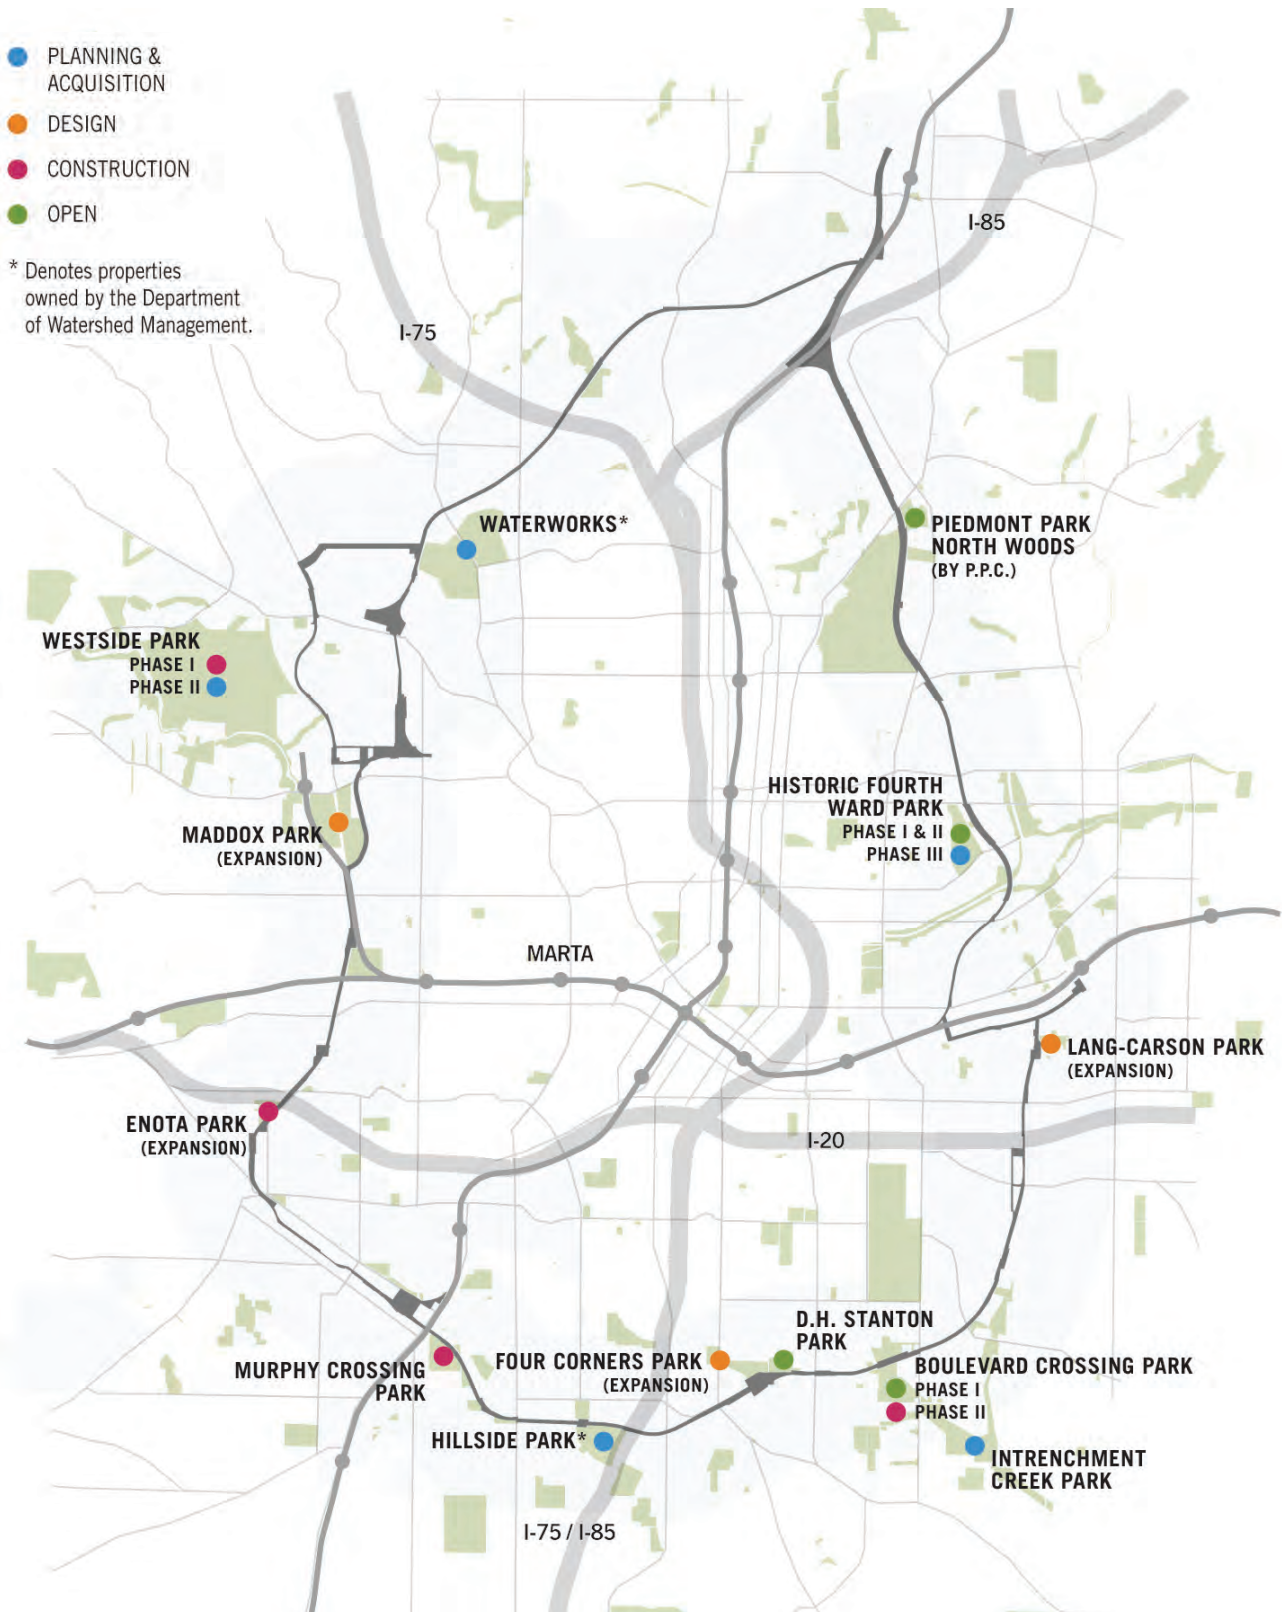 PLANNING &
ACQUISITION
DESIGN
CONSTRUCTION
OPEN
* Denotes properties
owned by the Department
of Watershed Management.
I-85
I-75
WATERWORKS*
PIEDMONT PARK
NORTH WOODS
(BY P.P.C.)
WESTSIDE PARK
PHASE I
PHASE II
HISTORIC FOURTH
WARD PARK
PHASE I & II
PHASE III
MADDOX PARK
(EXPANSION)
MARTA
LANG-CARSON PARK
(EXPANSION)
ENOTA PARK
(EXPANSION)
I-20
D.H. STANTON
PARK
MURPHY CROSSING
PARK
FOUR CORNERS PARK
(EXPANSION)
BOULEVARD CROSSING PARK
PHASE I
PHASE II
HILLSIDE PARK*
INTRENCHMENT
CREEK PARK
I-75 / I-85